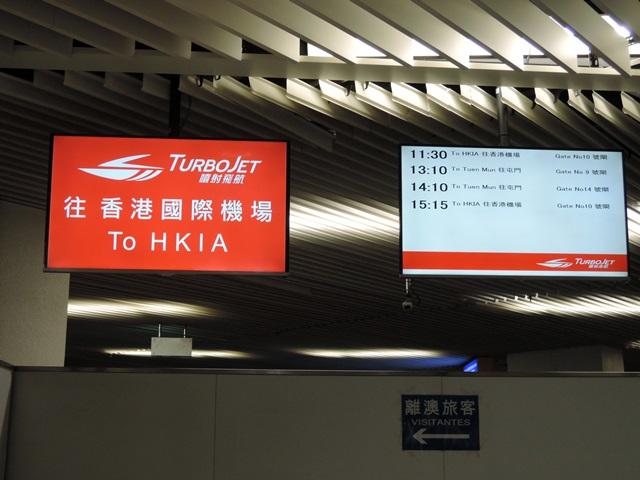 TURBOJET
噴射飛航
往香港國際機場
To HKIA
11:30 To HKIA 往香港機場 Gate No10 號閘
13:10 To Tuen Mun 往屯門 Gate No 9 號閘
14:10 To Tuen Mun 往屯門 Gate No14 號閘
15:15 To HKIA 往香港機場 Gate No10 號閘
TURBOJET
噴射飛航
離澳旅客
VISITANTES